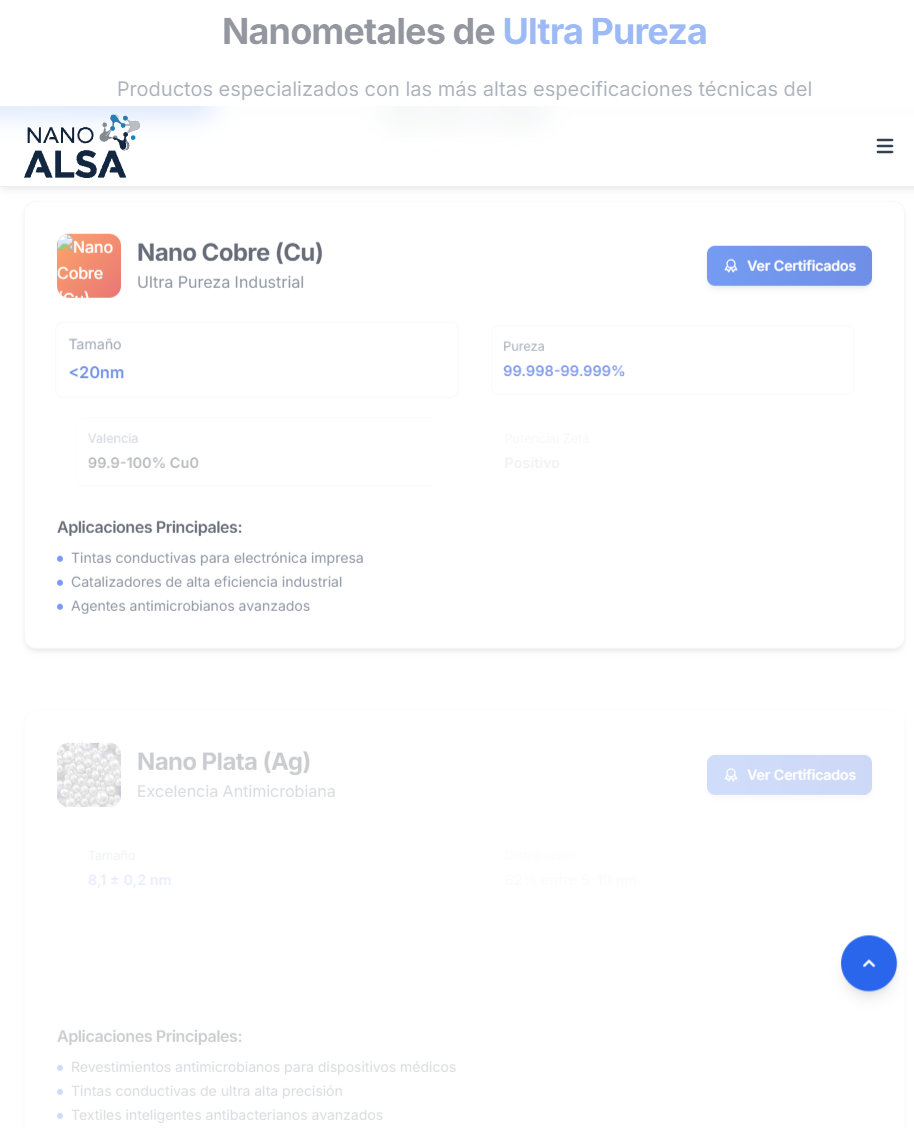 Nanometales de Ultra Pureza
Productos especializados con las más altas especificaciones técnicas del
NANO
ALSA
Nano
Cobre
(Cu)
Nano Cobre (Cu)
Ultra Pureza Industrial
Ver Certificados
Tamaño
<20nm
Pureza
99.998-99.999%
Valencia
99.9-100% Cu0
Potencial Zeta
Positivo
Aplicaciones Principales:
Tintas conductivas para electrónica impresa
Catalizadores de alta eficiencia industrial
Agentes antimicrobianos avanzados
Nano Plata (Ag)
Excelencia Antimicrobiana
Ver Certificados
Tamaño
8,1 ± 0,2 nm
Aplicaciones Principales:
Revestimientos antimicrobianos para dispositivos médicos
Tintas conductivas de ultra alta precisión
Textiles inteligentes antibacterianos avanzados